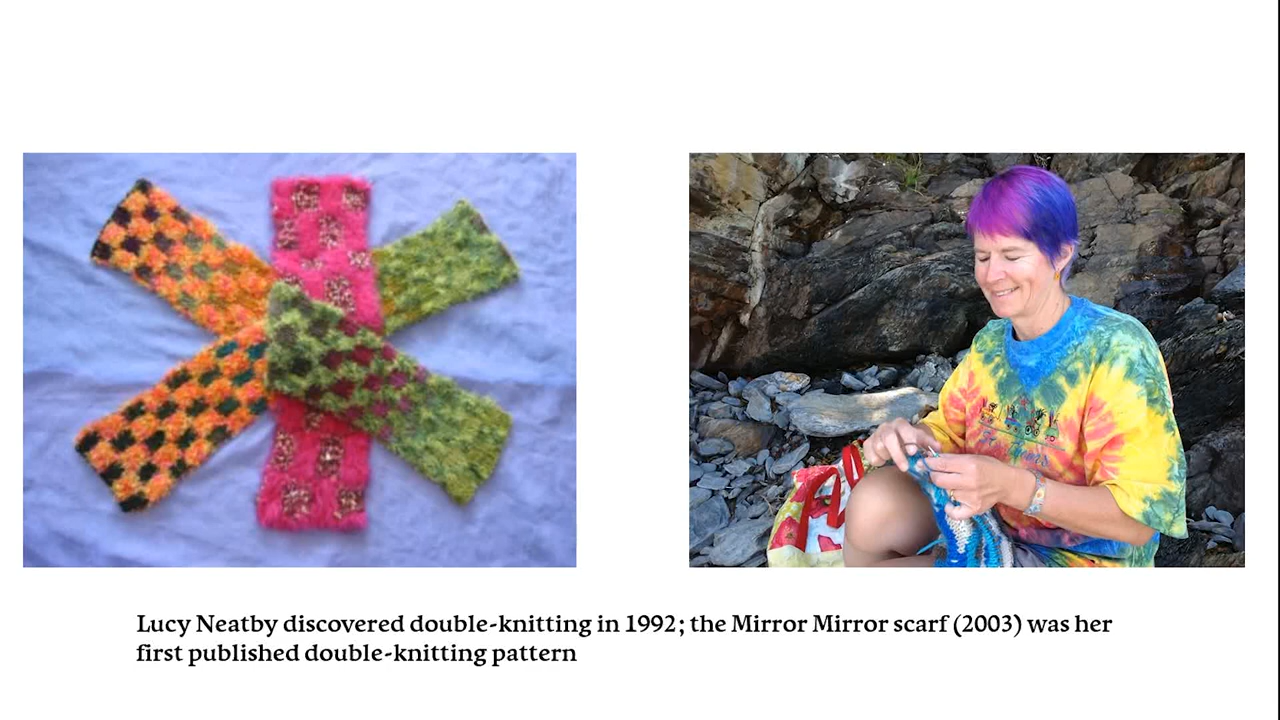 Lucy Neatby discovered double-knitting in 1992; the Mirror Mirror scarf (2003) was her
first published double-knitting pattern